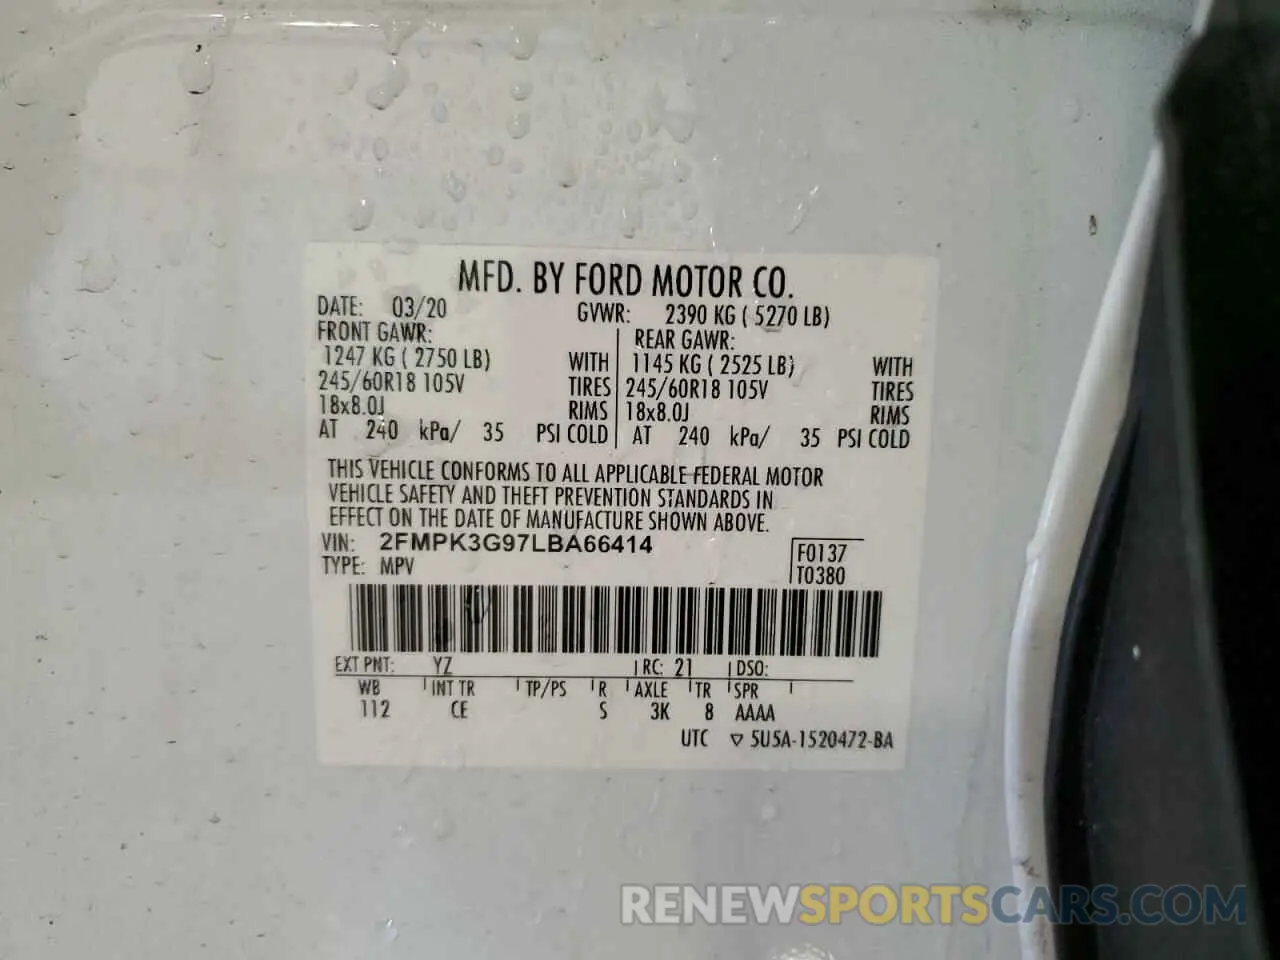 MFD. BY FORD MOTOR CO.
DATE: 03/20 GVWR: 2390 KG ( 5270 LB)
FRONT GAWR: REAR GAWR:
1247 KG ( 2750 LB) WITH 1145 KG ( 2525 LB) WITH
245/60R18 105V TIRES 245/60R18 105V TIRES
18x8.0J RIMS 18x8.0J RIMS
AT 240 kPa/ 35 PSI COLD AT 240 kPa/ 35 PSI COLD
THIS VEHICLE CONFORMS TO ALL APPLICABLE FEDERAL MOTOR
VEHICLE SAFETY AND THEFT PREVENTION STANDARDS IN
EFFECT ON THE DATE OF MANUFACTURE SHOWN ABOVE.
VIN: 2FMPK3G97LBA66414 F0137
TYPE: MPV T0380
EXT PNT: YZ RC: 21 DSO:
WB INT TR TP/PS R AXLE TR SPR
112 CE S 3K 8 AAAA
UTC ▽ 5U5A-1520472-BA
RENEWSPORTSCARS.COM